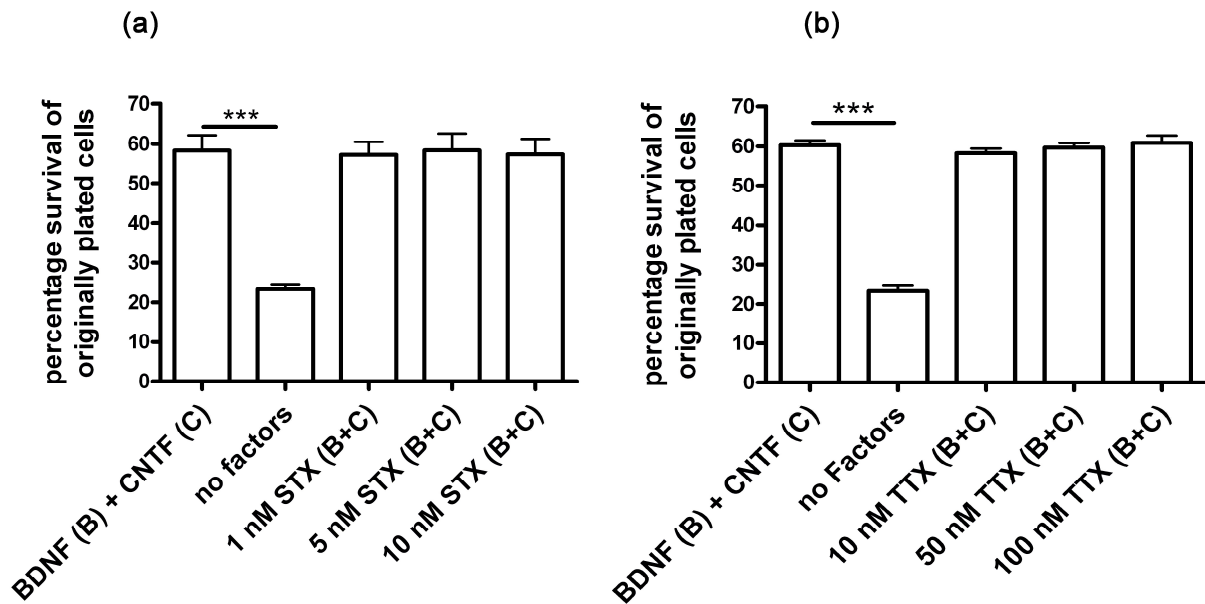 (a)
percentage survival of
originally plated cells
70
60
50
40
30
20
10
0
***
BDNF (B) + CNTF (C)
no factors
1 nM STX (B+C)
5 nM STX (B+C)
10 nM STX (B+C)
(b)
percentage survival of
originally plated cells
70
60
50
40
30
20
10
0
***
BDNF (B) + CNTF (C)
no Factors
10 nM TTX (B+C)
50 nM TTX (B+C)
100 nM TTX (B+C)